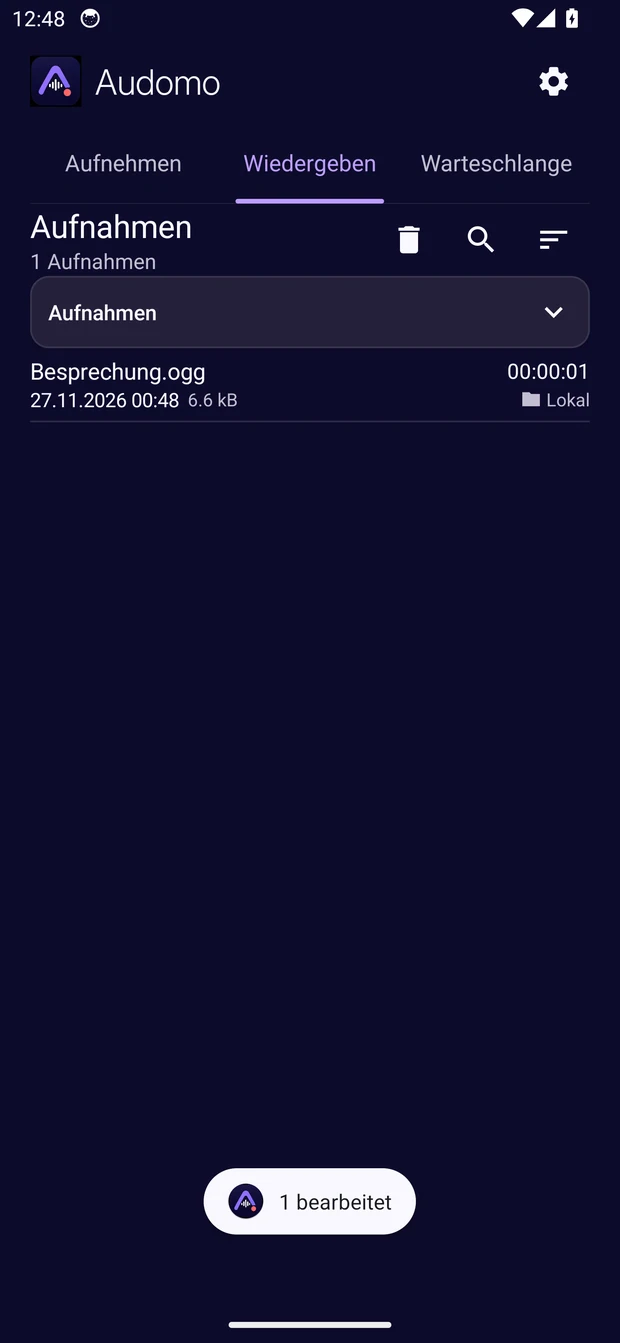 12:48
Audomo
Aufnehmen Wiedergeben Warteschlange
Aufnahmen
1 Aufnahmen
Aufnahmen
Besprechung.ogg 00:00:01
27.11.2026 00:48 6.6 kB Lokal
1 bearbeitet